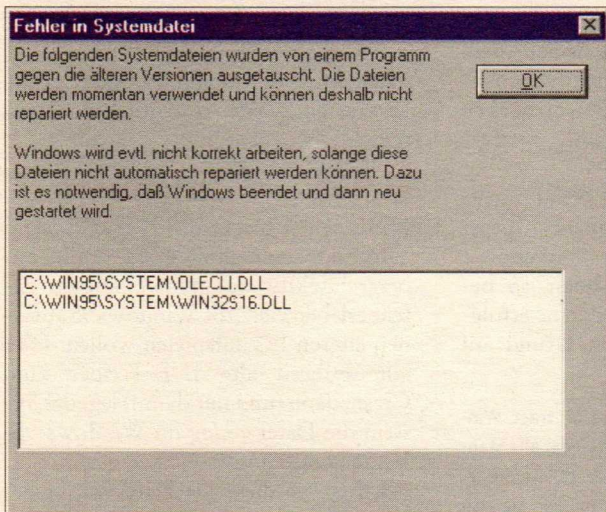 Fehler in Systemdatei
Die folgenden Systemdateien wurden von einem Programm
gegen die älteren Versionen ausgetauscht. Die Dateien
werden momentan verwendet und können deshalb nicht
repariert werden.
OK
Windows wird evtl. nicht korrekt arbeiten, solange diese
Dateien nicht automatisch repariert werden können. Dazu
ist es notwendig, daß Windows beendet und dann neu
gestartet wird.
C:\WIN95\SYSTEM\OLECLI.DLL
C:\WIN95\SYSTEM\WIN32S16.DLL